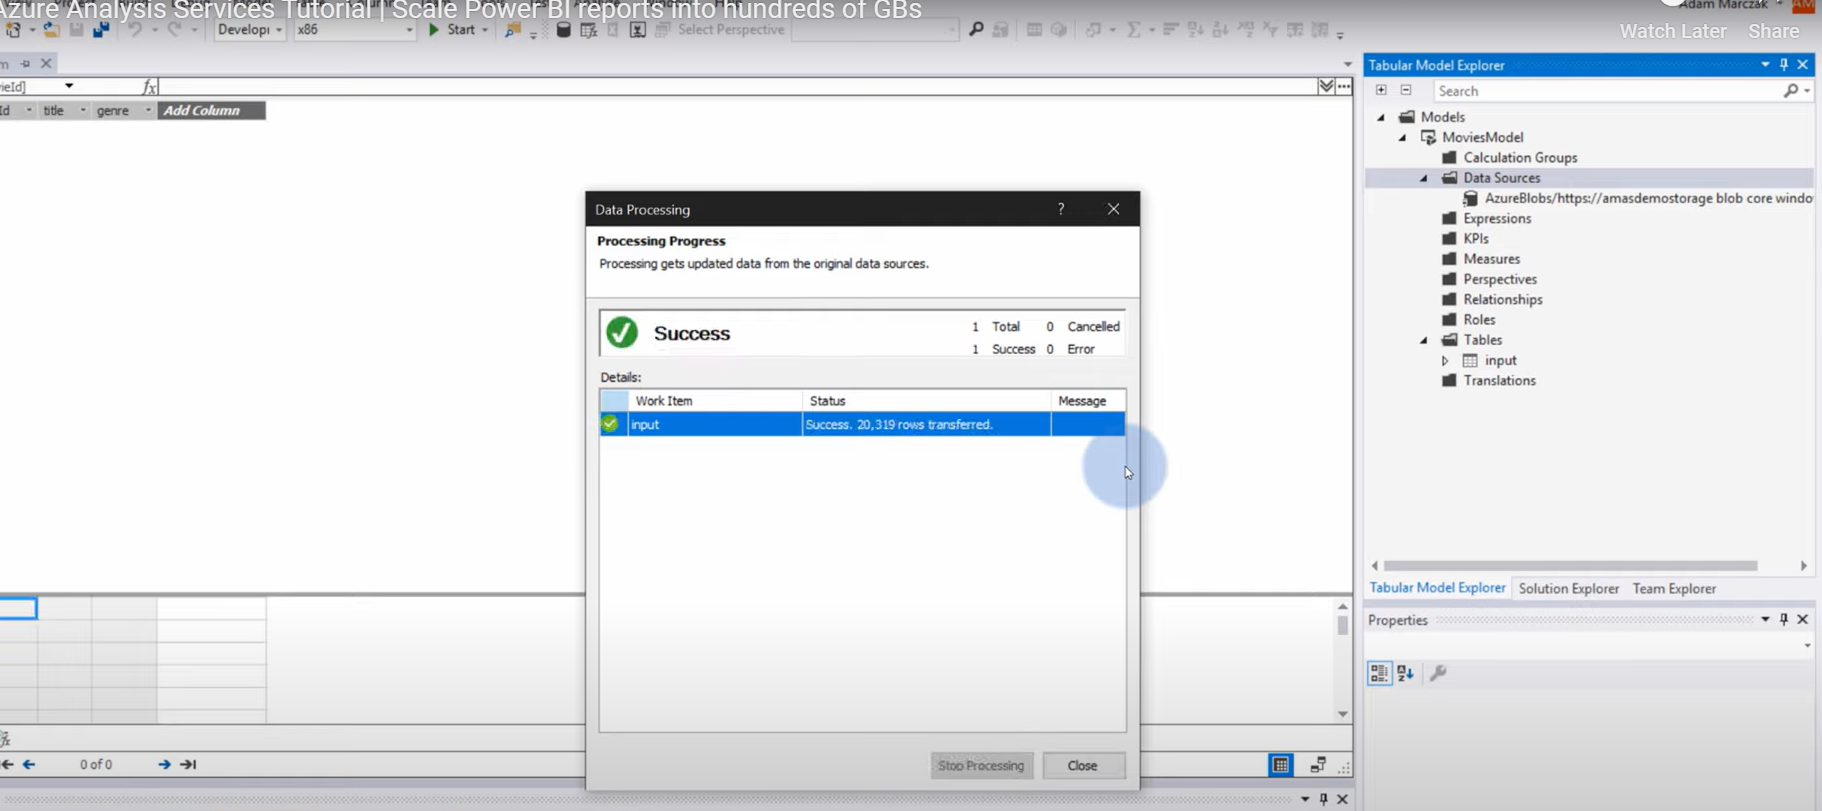 Azure Analysis Services Tutorial | Scale Power BI reports into hundreds of GBs
Adam Marczak
AM
Watch Later Share
Developi x86 Start Select Perspective
m
vieId] fx
Id title genre Add Column
Tabular Model Explorer
Search
Models
MoviesModel
Calculation Groups
Data Sources
AzureBlobs/https://amasdemostorage blob core windo
Expressions
KPIs
Measures
Perspectives
Relationships
Roles
Tables
input
Translations
Data Processing ?
Processing Progress
Processing gets updated data from the original data sources.
Success
1 Total 0 Cancelled
1 Success 0 Error
Details:
Work Item Status Message
input Success. 20,319 rows transferred.
Stop Processing Close
Tabular Model Explorer Solution Explorer Team Explorer
Properties
0 of 0